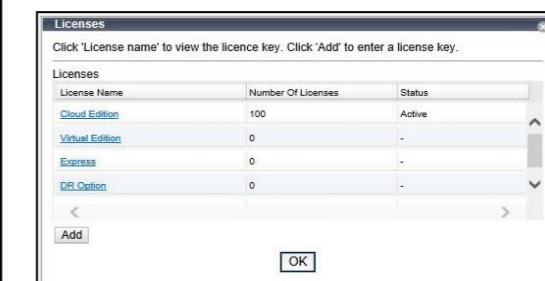 Licenses
Click 'License name' to view the licence key. Click 'Add' to enter a license key.
Licenses
License Name Number Of Licenses Status
Cloud Edition 100 Active
Virtual Edition 0 -
Express 0 -
DR Option 0 -
Add
OK